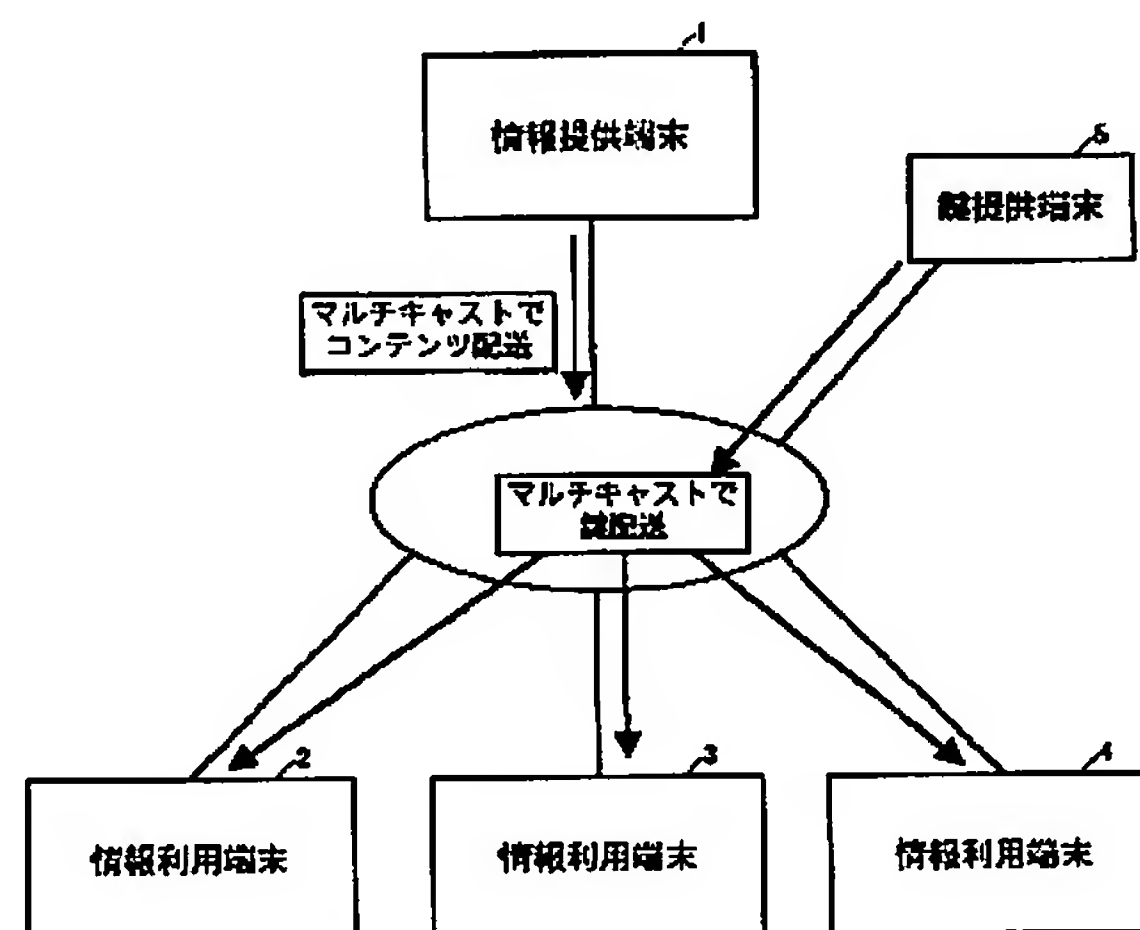 1
情報提供端末
5
鍵提供端末
マルチキャストで
コンテンツ配送
マルチキャストで
鍵配送
2
3
4
情報利用端末
情報利用端末
情報利用端末